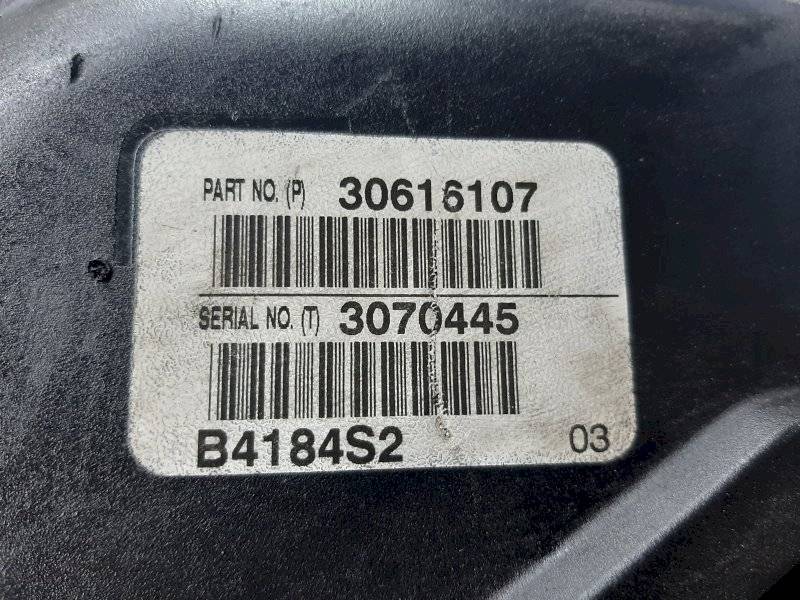 PART NO. (P) 30616107
SERIAL NO. (T) 3070445
B4184S2 03